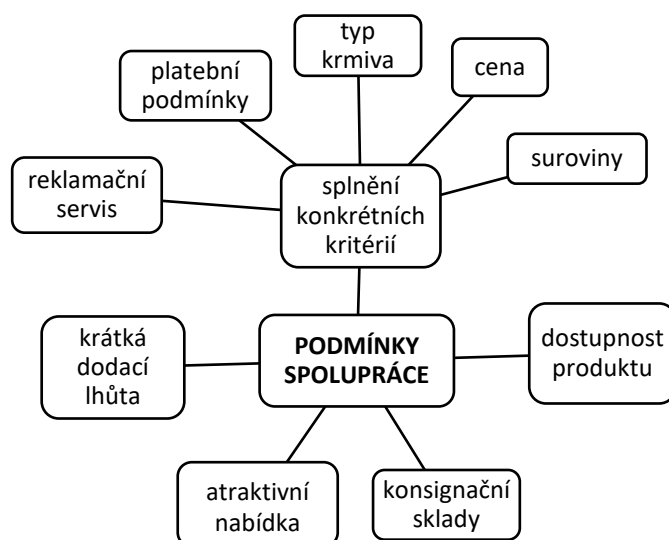 typ
krmiva
platební
podmínky
cena
reklamační
servis
splnění
konkrétních
kritérií
suroviny
krátká
dodací
lhůta
PODMÍNKY
SPOLUPRÁCE
dostupnost
produktu
atraktivní
nabídka
konsignační
sklady